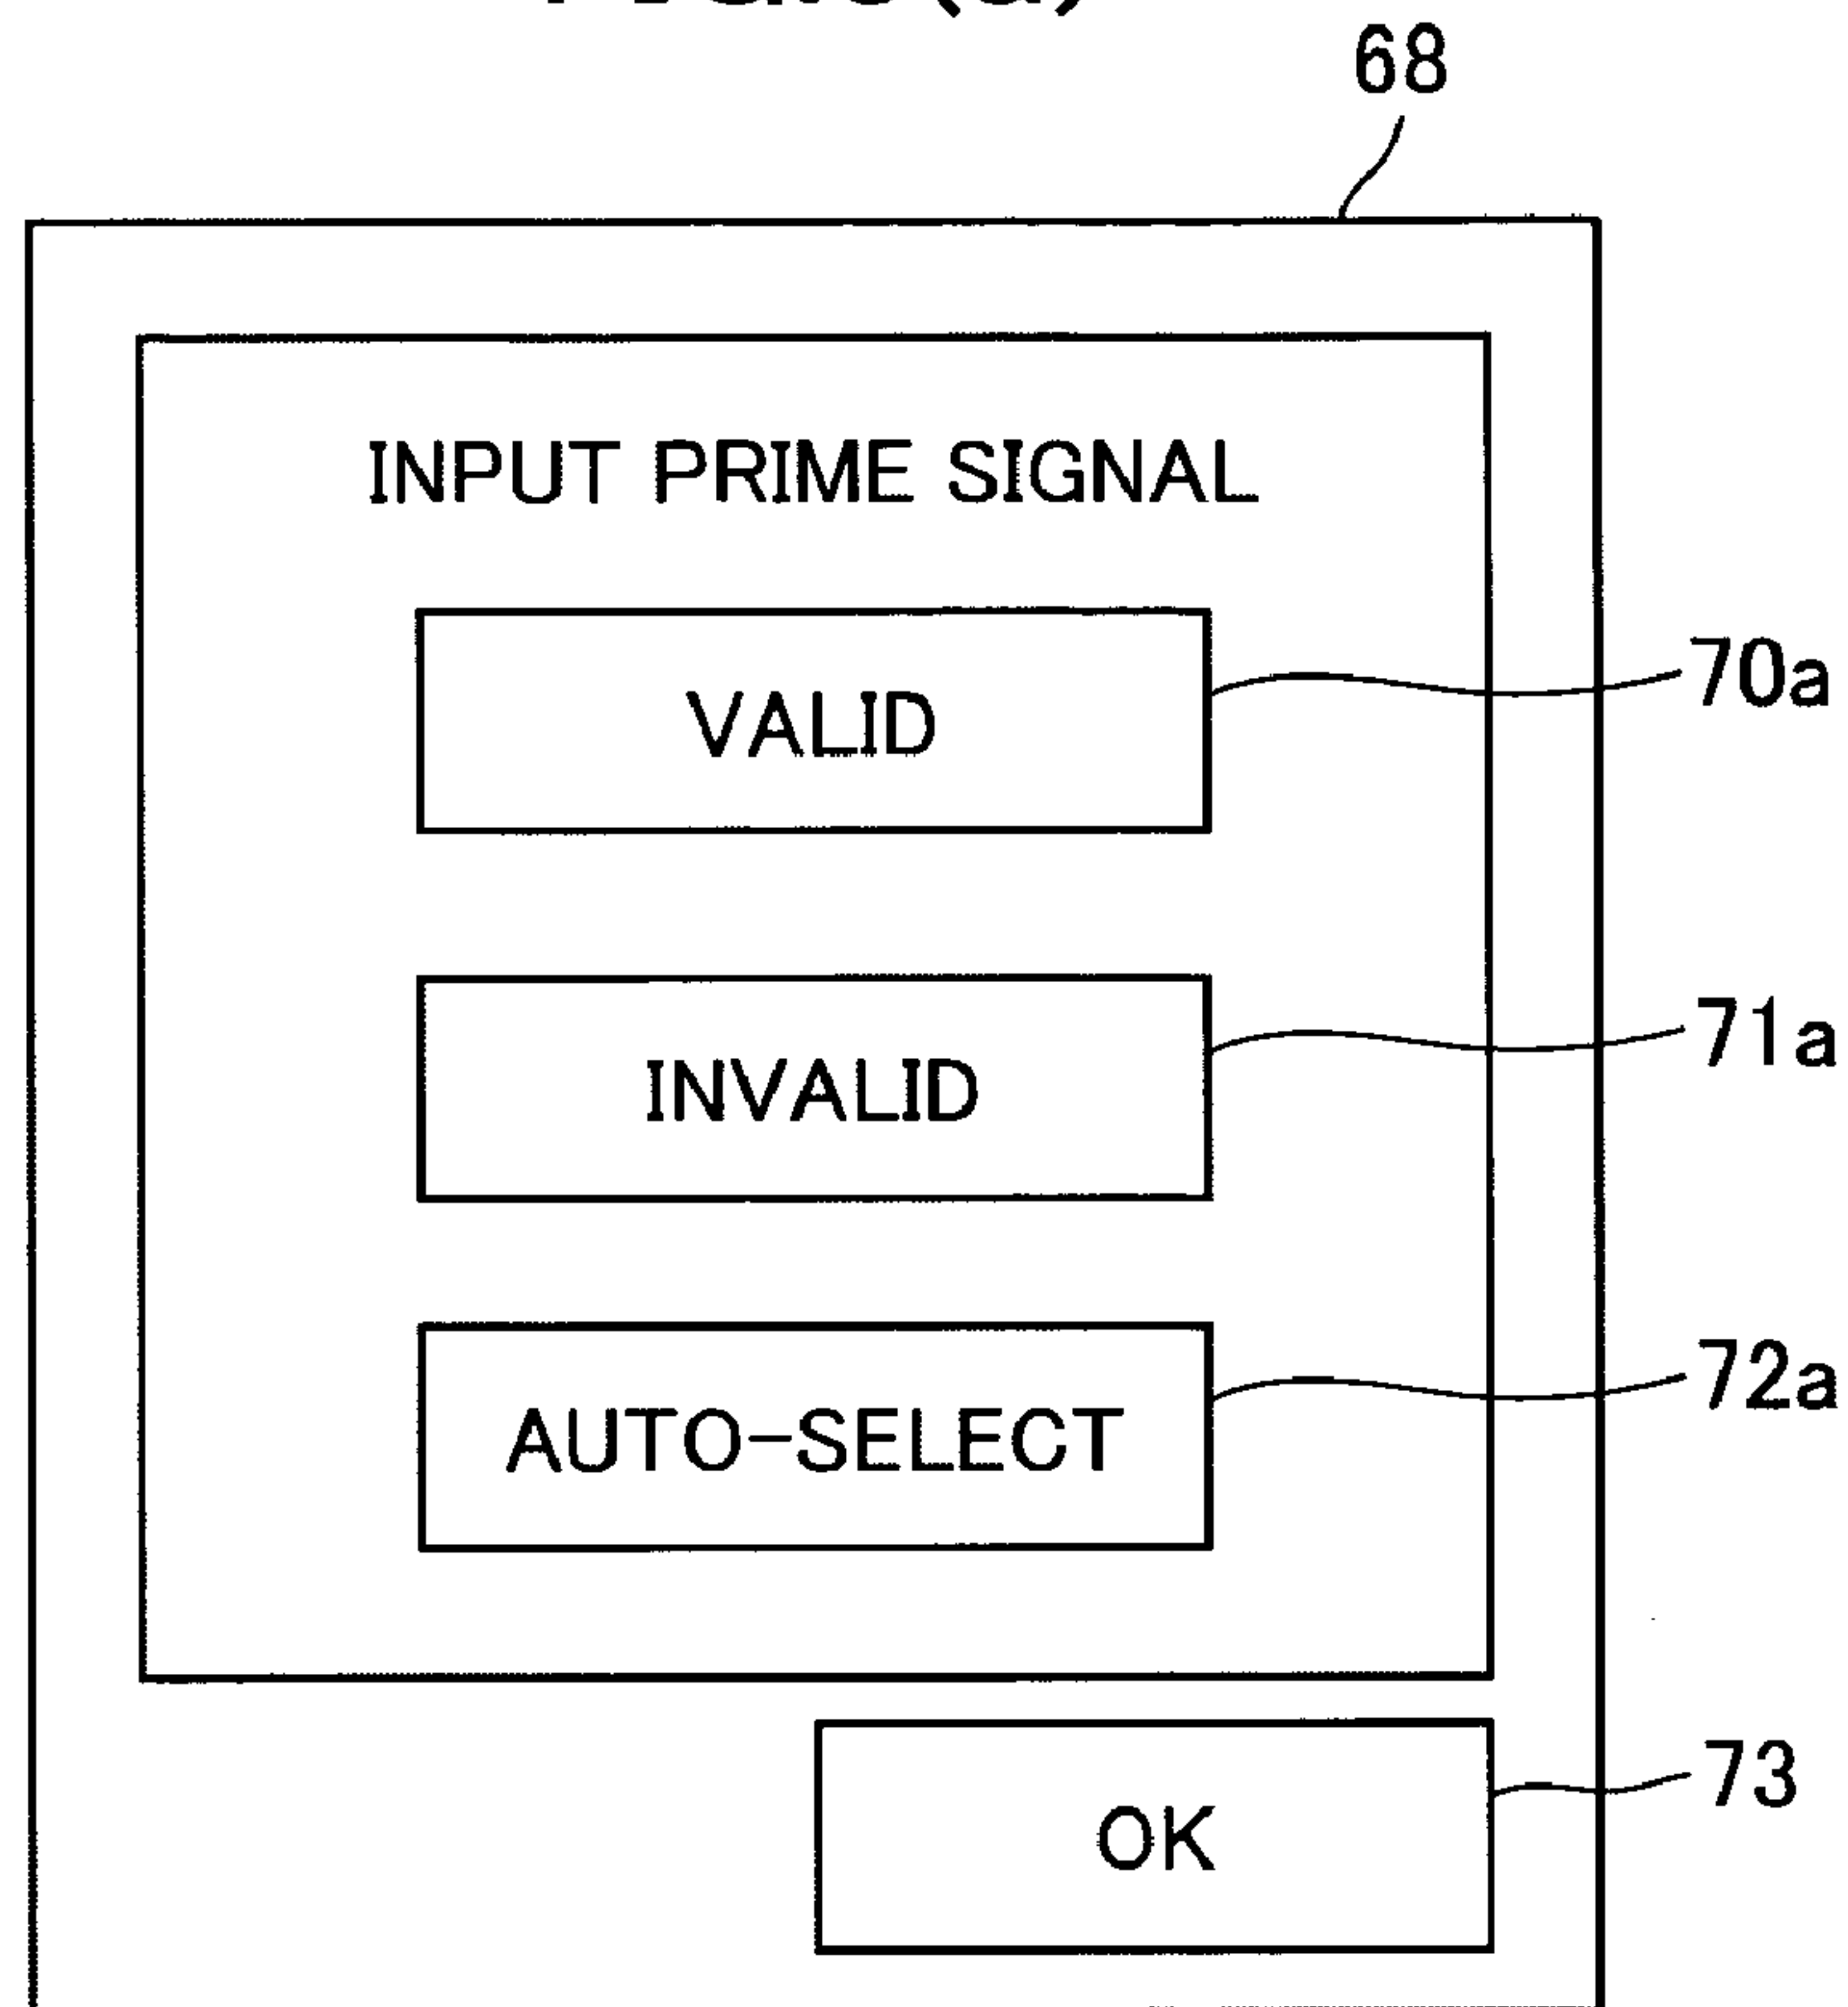 68
INPUT PRIME SIGNAL
VALID
70a
INVALID
71a
AUTO-SELECT
72a
73
OK